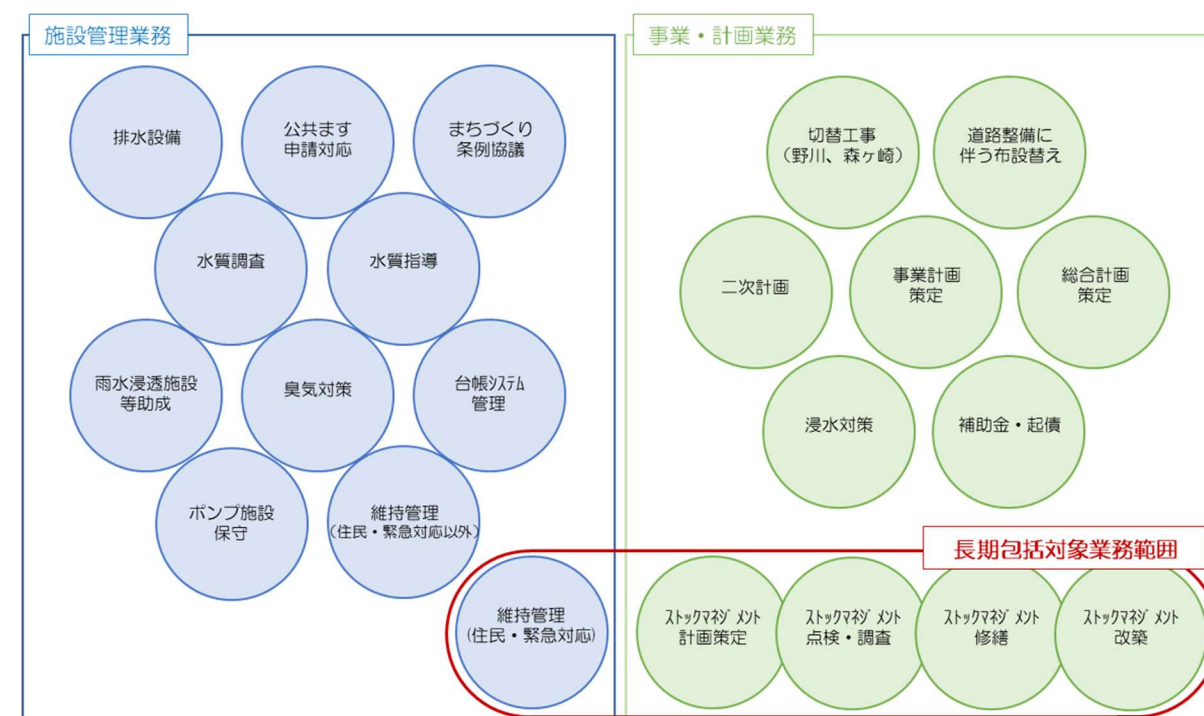 施設管理業務
排水設備
公共ます
申請対応
まちづくり
条例協議
水質調査
水質指導
雨水浸透施設
等助成
臭気対策
台帳ｼｽﾃﾑ
管理
ポンプ施設
保守
維持管理
（住民・緊急対応以外）
維持管理
（住民・緊急対応）
事業・計画業務
切替工事
（野川、森ヶ崎）
道路整備に
伴う布設替え
二次計画
事業計画
策定
総合計画
策定
浸水対策
補助金・起債
長期包括対象業務範囲
ｽﾄｯｸﾏﾈｼﾞﾒﾝﾄ
計画策定
ｽﾄｯｸﾏﾈｼﾞﾒﾝﾄ
点検・調査
ｽﾄｯｸﾏﾈｼﾞﾒﾝﾄ
修繕
ｽﾄｯｸﾏﾈｼﾞﾒﾝﾄ
改築